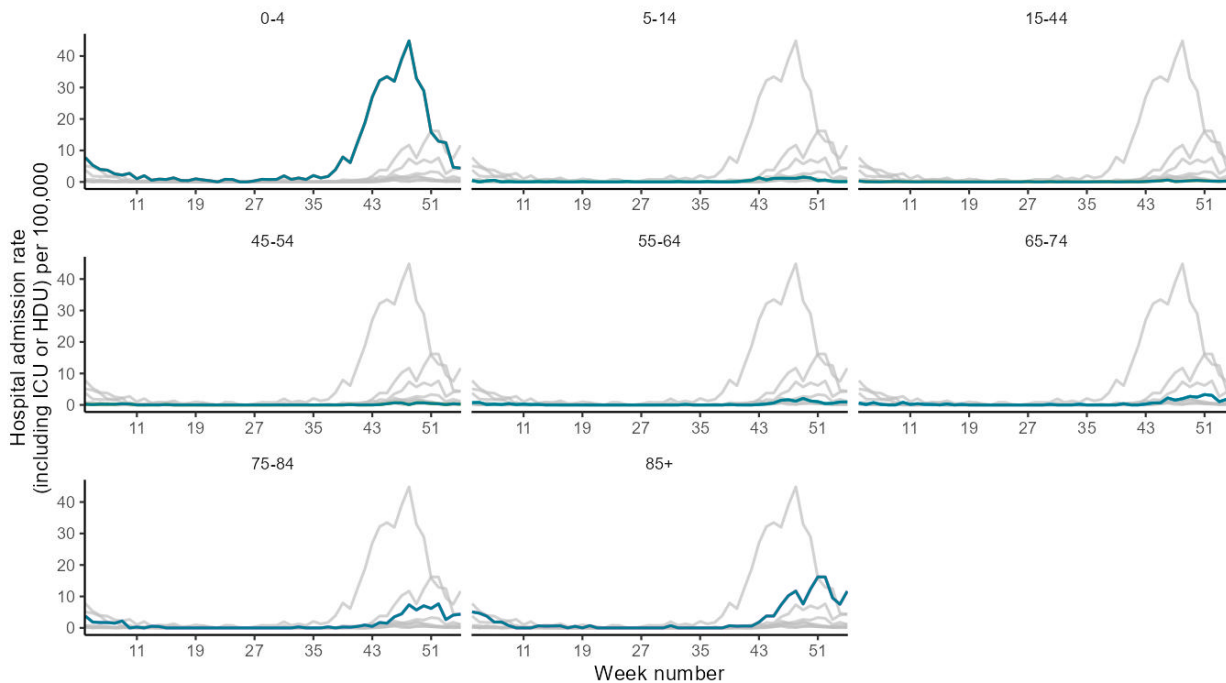 0-4 5-14 15-44
40
30
20
10
0
11 19 27 35 43 51 11 19 27 35 43 51 11 19 27 35 43 51
45-54 55-64 65-74
40
30
20
10
0
11 19 27 35 43 51 11 19 27 35 43 51 11 19 27 35 43 51
75-84 85+
40
30
20
10
0
11 19 27 35 43 51 11 19 27 35 43 51
Hospital admission rate
(including ICU or HDU) per 100,000
Week number